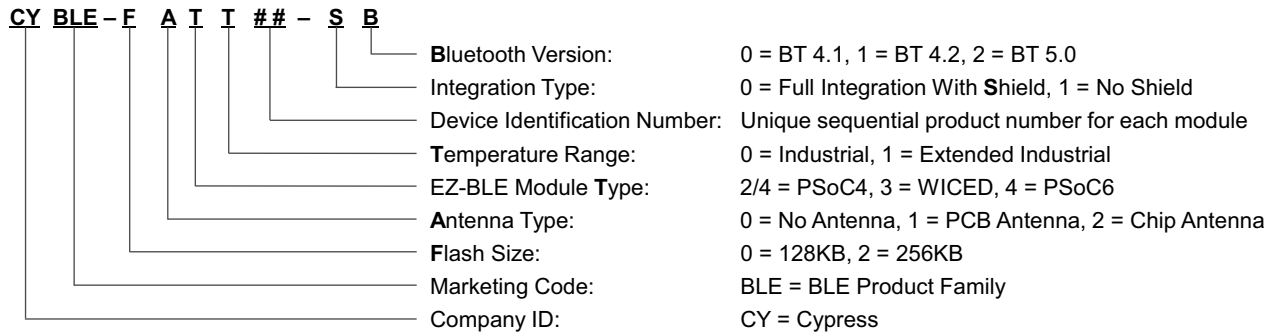 CY BLE – F A T T ## – S B
Bluetooth Version: 0 = BT 4.1, 1 = BT 4.2, 2 = BT 5.0
Integration Type: 0 = Full Integration With Shield, 1 = No Shield
Device Identification Number: Unique sequential product number for each module
Temperature Range: 0 = Industrial, 1 = Extended Industrial
EZ-BLE Module Type: 2/4 = PSoC4, 3 = WICED, 4 = PSoC6
Antenna Type: 0 = No Antenna, 1 = PCB Antenna, 2 = Chip Antenna
Flash Size: 0 = 128KB, 2 = 256KB
Marketing Code: BLE = BLE Product Family
Company ID: CY = Cypress